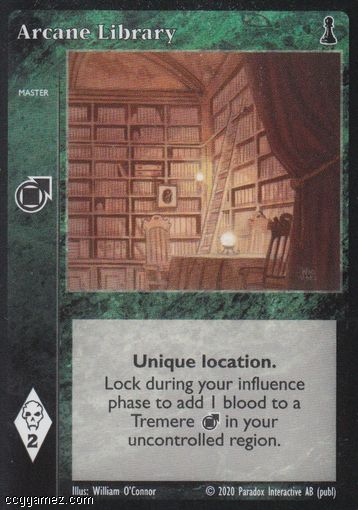 Arcane Library
MASTER
Unique location.
Lock during your influence
phase to add 1 blood to a
Tremere in your
uncontrolled region.
2
Illus: William O'Connor © 2020 Paradox Interactive AB (publ)
ccggamez.com